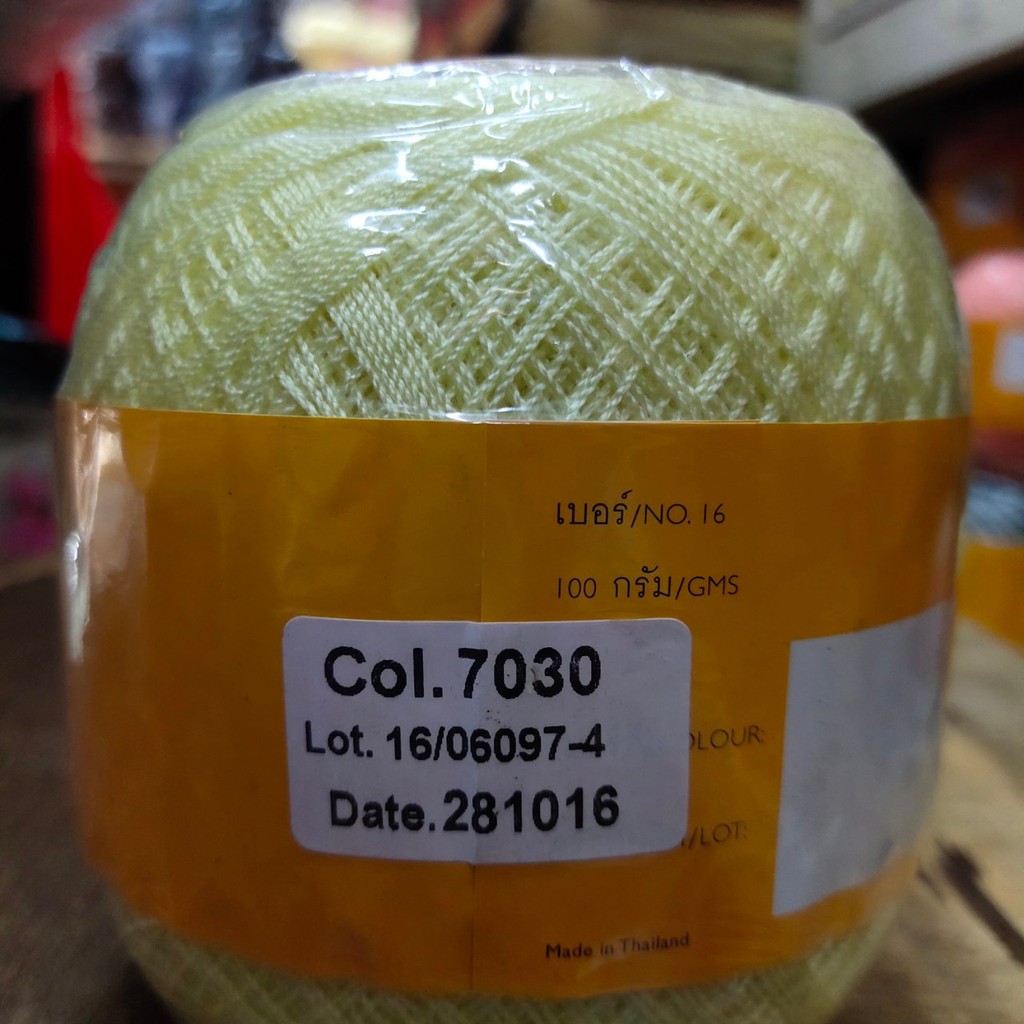 เบอร์/NO. 16
100 กรัม/GMS
Col. 7030
Lot. 16/06097-4
Date. 281016
OLOUR:
/LOT:
Made in Thailand